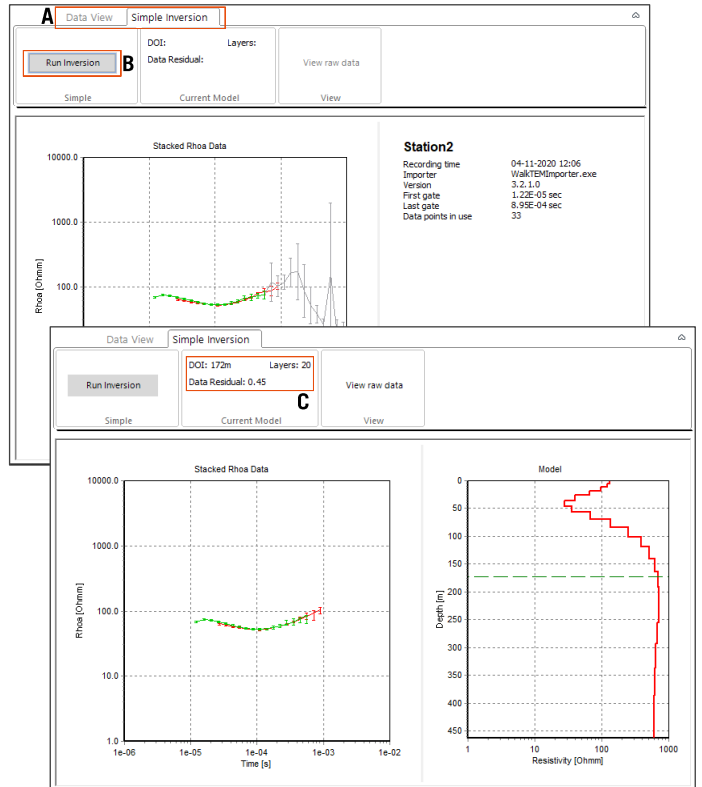 A
Data View
Simple Inversion
Run Inversion
B
DOI: Layers:
Data Residual:
View raw data
Simple
Current Model
View
Stacked Rhoa Data
10000.0
1000.0
100.0
Rhoa [Ohmm]
Station2
Recording time 04-11-2020 12:06
Importer WalkTEMImporter.exe
Version 3.2.1.0
First gate 1.22E-05 sec
Last gate 8.95E-04 sec
Data points in use 33
Data View
Simple Inversion
Run Inversion
DOI: 172m Layers: 20
Data Residual: 0.45
C
View raw data
Simple
Current Model
View
Stacked Rhoa Data
10000.0
1000.0
100.0
10.0
1.0
Rhoa [Ohmm]
1e-06 1e-05 1e-04 1e-03 1e-02
Time [s]
Model
0
50
100
150
200
250
300
350
400
450
Depth [m]
1 10 100 1000
Resistivity [Ohmm]